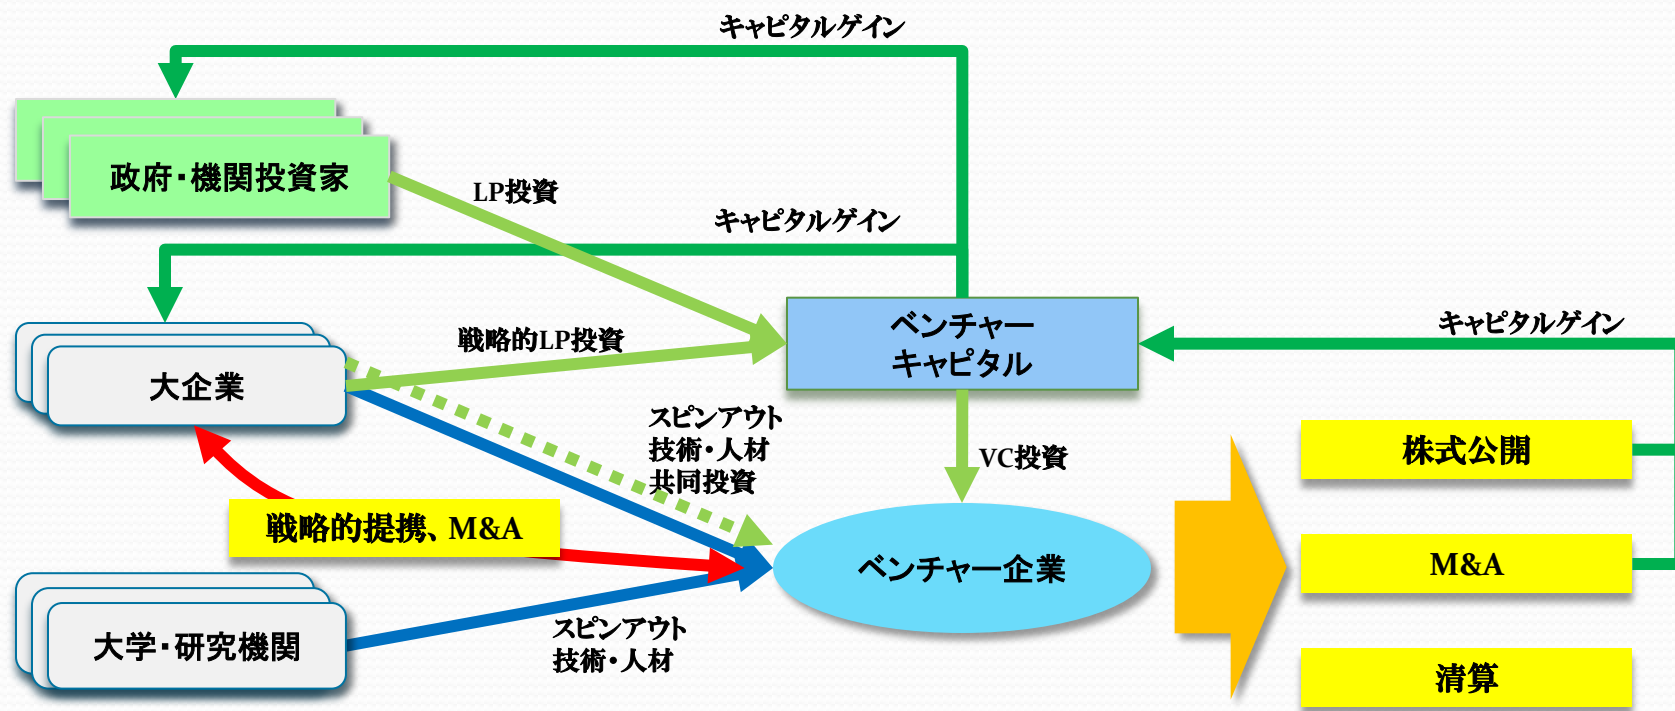 キャピタルゲイン
政府・機関投資家
LP投資
キャピタルゲイン
ベンチャー
キャピタル
キャピタルゲイン
戦略的LP投資
大企業
スピンアウト
技術・人材
共同投資
VC投資
株式公開
戦略的提携、M&A
ベンチャー企業
M&A
大学・研究機関
スピンアウト
技術・人材
清算